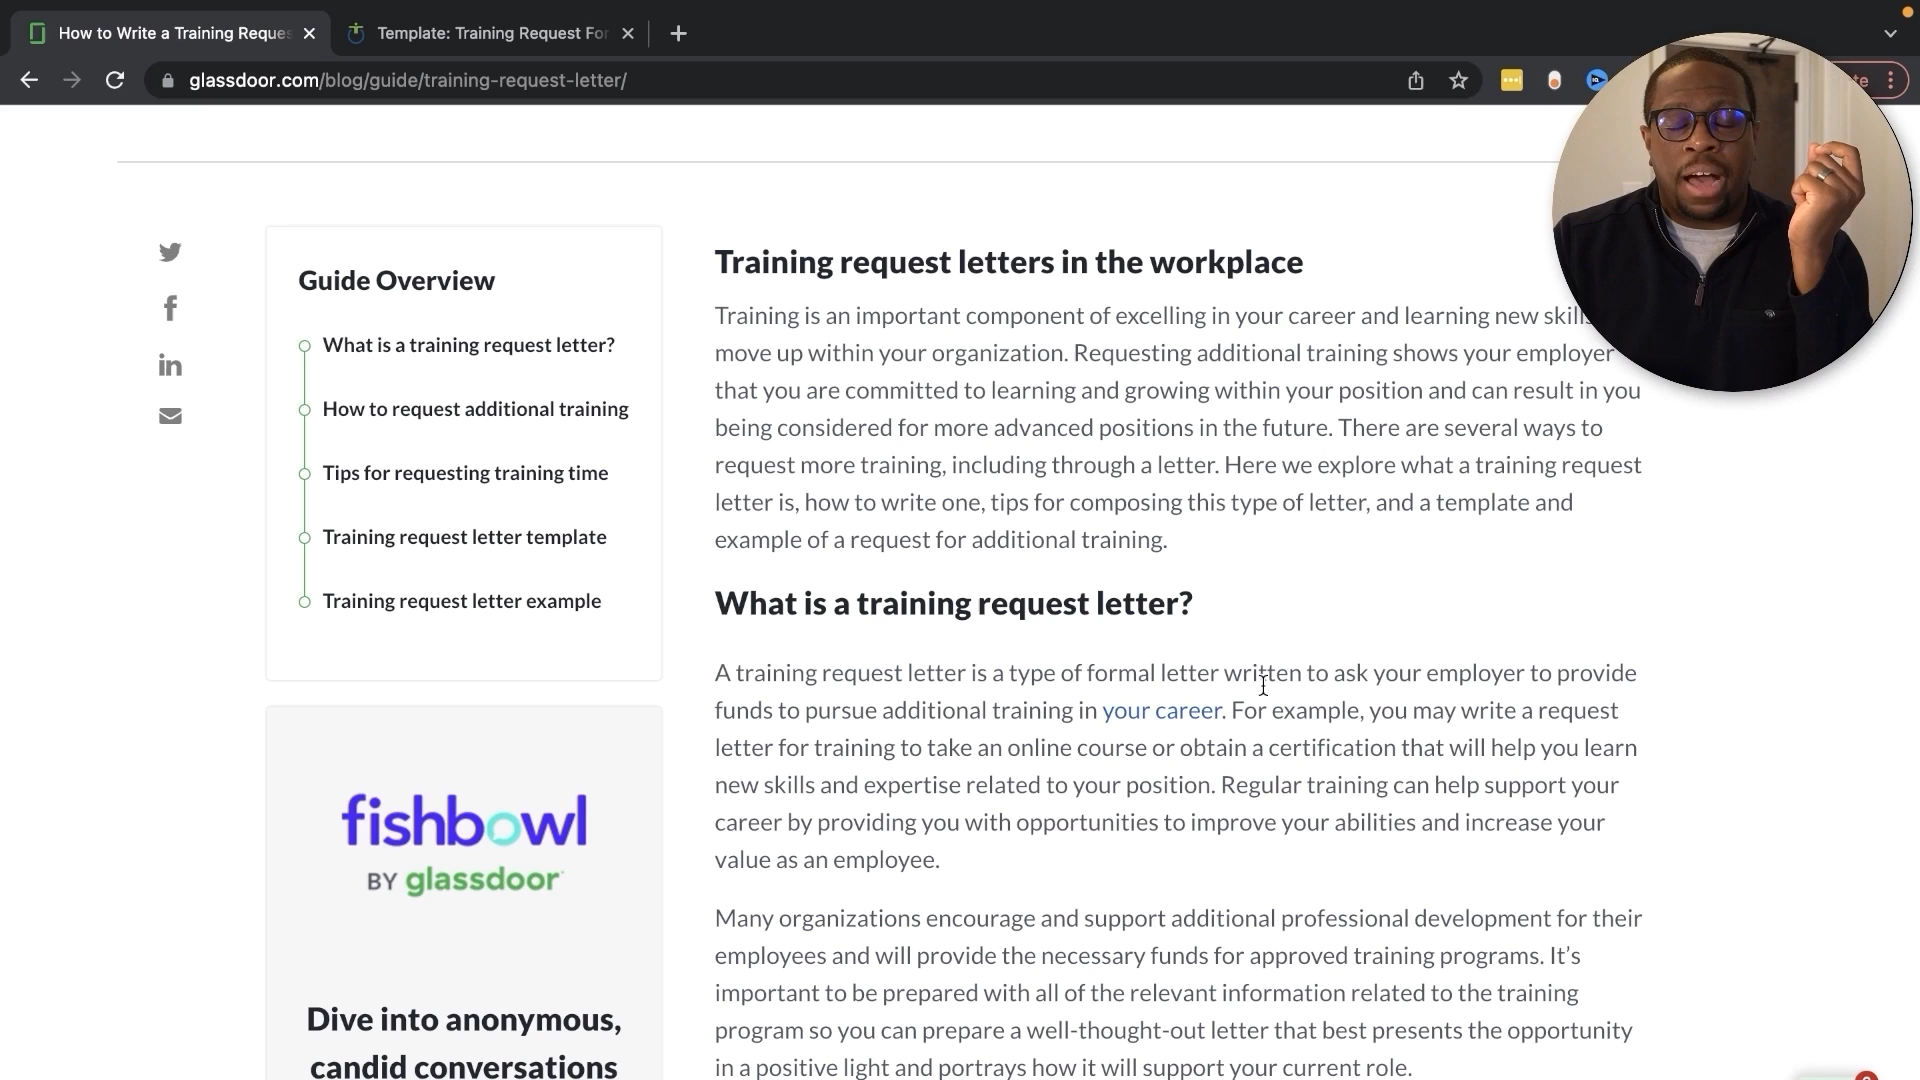 How to Write a Training Reques
Template: Training Request For
glassdoor.com/blog/guide/training-request-letter/
Guide Overview
What is a training request letter?
How to request additional training
Tips for requesting training time
Training request letter template
Training request letter example
fishbowl
BY glassdoor
Dive into anonymous,
candid conversations
Training request letters in the workplace
Training is an important component of excelling in your career and learning new skills
move up within your organization. Requesting additional training shows your employer
that you are committed to learning and growing within your position and can result in you
being considered for more advanced positions in the future. There are several ways to
request more training, including through a letter. Here we explore what a training request
letter is, how to write one, tips for composing this type of letter, and a template and
example of a request for additional training.
What is a training request letter?
A training request letter is a type of formal letter written to ask your employer to provide
funds to pursue additional training in your career. For example, you may write a request
letter for training to take an online course or obtain a certification that will help you learn
new skills and expertise related to your position. Regular training can help support your
career by providing you with opportunities to improve your abilities and increase your
value as an employee.
Many organizations encourage and support additional professional development for their
employees and will provide the necessary funds for approved training programs. It’s
important to be prepared with all of the relevant information related to the training
program so you can prepare a well-thought-out letter that best presents the opportunity
in a positive light and portrays how it will support your current role.